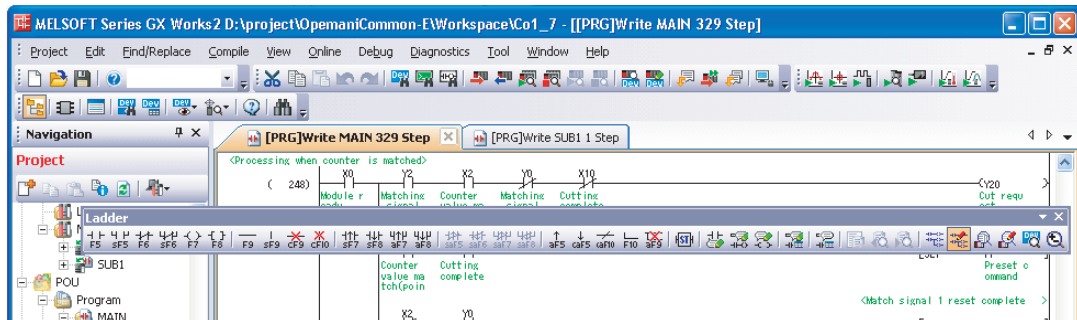 MELSOFT Series GX Works2 D:\project\OpemaniCommon-E\Workspace\Co1_7 - [[PRG]Write MAIN 329 Step]
Project Edit Find/Replace Compile View Online Debug Diagnostics Tool Window Help
Navigation
[PRG]Write MAIN 329 Step
[PRG]Write SUB1 1 Step
Project
<Processing when counter is matched>
X0 Y2 X2 Y0 X10
( 248)
Y20
Module r Matching Counter Matching Cutting Cut requ
Ladder
F5 sF5 F6 sF6 F7 F8 F9 sF9 cF9 cF10 sF7 sF8 aF7 aF8 saF5 saF6 saF7 saF8 aF5 caF5 caF10 F10 aF9
SUB1
Counter Cutting Preset c
value ma complete ommand
tch(poin
POU
Program
<Match signal 1 reset complete >
MAIN
X2 Y0